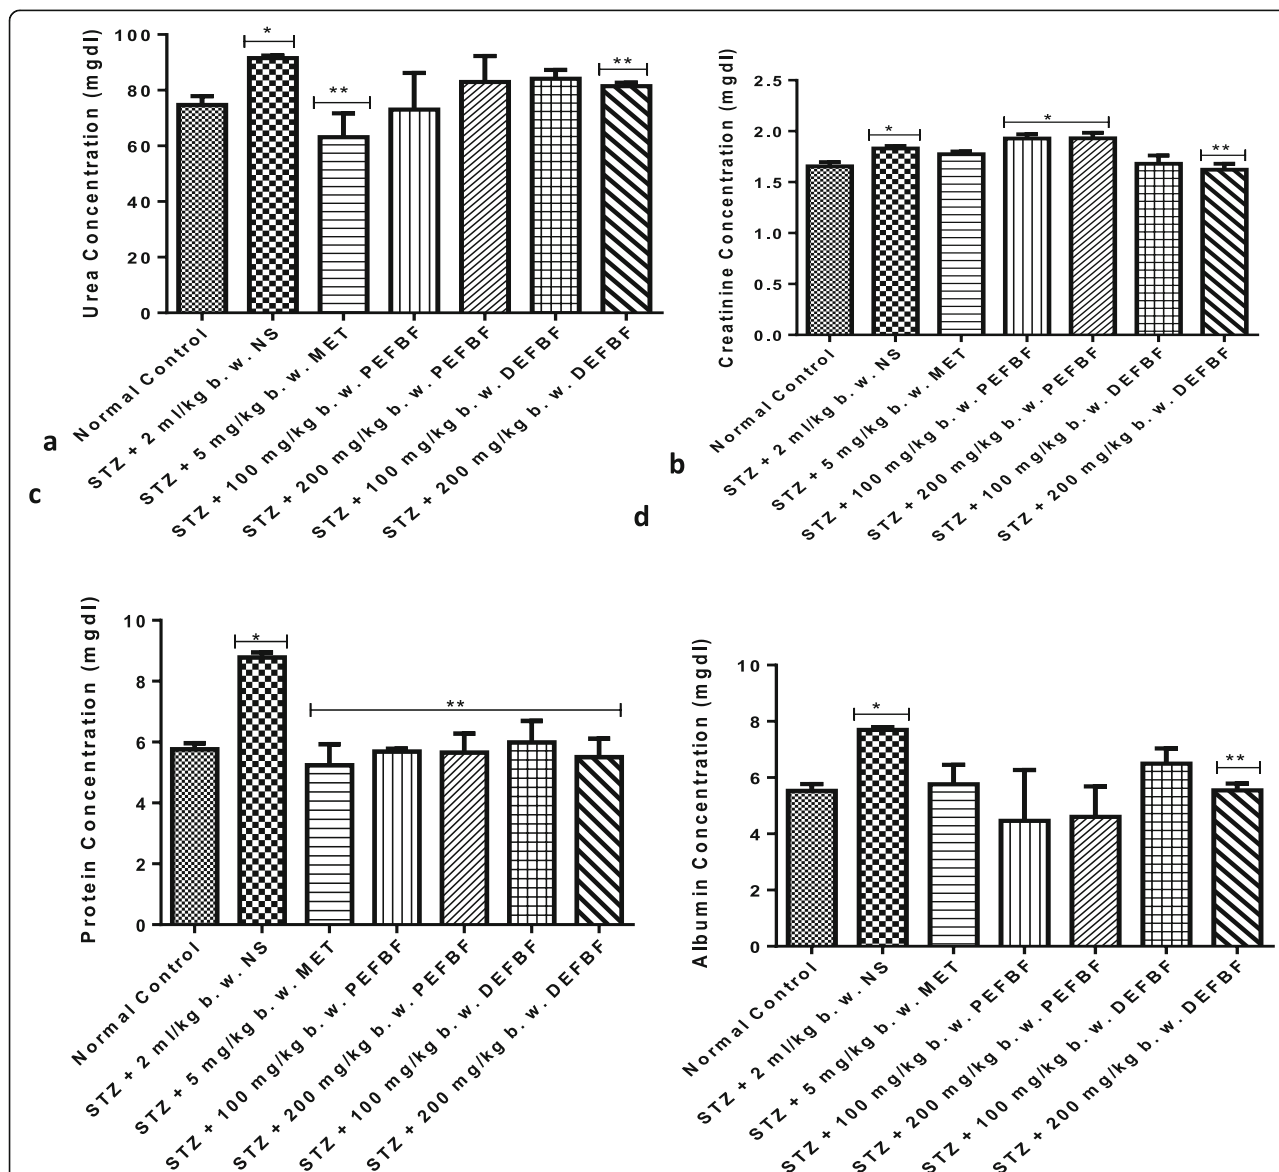 Urea Concentration (mgdl)
100
80
60
40
20
0
*
**
**
Normal Control
STZ + 2 ml/kg b. w. NS
STZ + 5 mg/kg b. w. MET
STZ + 100 mg/kg b. w. PEFBF
STZ + 200 mg/kg b. w. PEFBF
STZ + 100 mg/kg b. w. DEFBF
STZ + 200 mg/kg b. w. DEFBF
a
Creatinine Concentration (mgdl)
2.5
2.0
1.5
1.0
0.5
0.0
*
*
**
Normal Control
STZ + 2 ml/kg b. w. NS
STZ + 5 mg/kg b. w. MET
STZ + 100 mg/kg b. w. PEFBF
STZ + 200 mg/kg b. w. PEFBF
STZ + 100 mg/kg b. w. DEFBF
STZ + 200 mg/kg b. w. DEFBF
b
c
Protein Concentration (mgdl)
10
8
6
4
2
0
*
**
Normal Control
STZ + 2 ml/kg b. w. NS
STZ + 5 mg/kg b. w. MET
STZ + 100 mg/kg b. w. PEFBF
STZ + 200 mg/kg b. w. PEFBF
STZ + 100 mg/kg b. w. DEFBF
STZ + 200 mg/kg b. w. DEFBF
d
Albumin Concentration (mgdl)
10
8
6
4
2
0
*
**
Normal Control
STZ + 2 ml/kg b. w. NS
STZ + 5 mg/kg b. w. MET
STZ + 100 mg/kg b. w. PEFBF
STZ + 200 mg/kg b. w. PEFBF
STZ + 100 mg/kg b. w. DEFBF
STZ + 200 mg/kg b. w. DEFBF